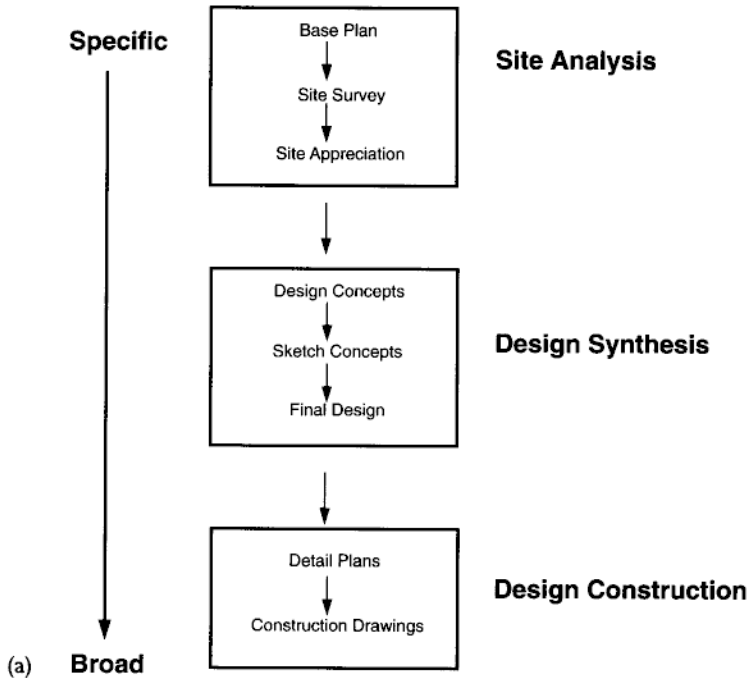 Specific
Base Plan
Site Analysis
Site Survey
Site Appreciation
Design Concepts
Sketch Concepts
Design Synthesis
Final Design
Detail Plans
Design Construction
Construction Drawings
(a) Broad